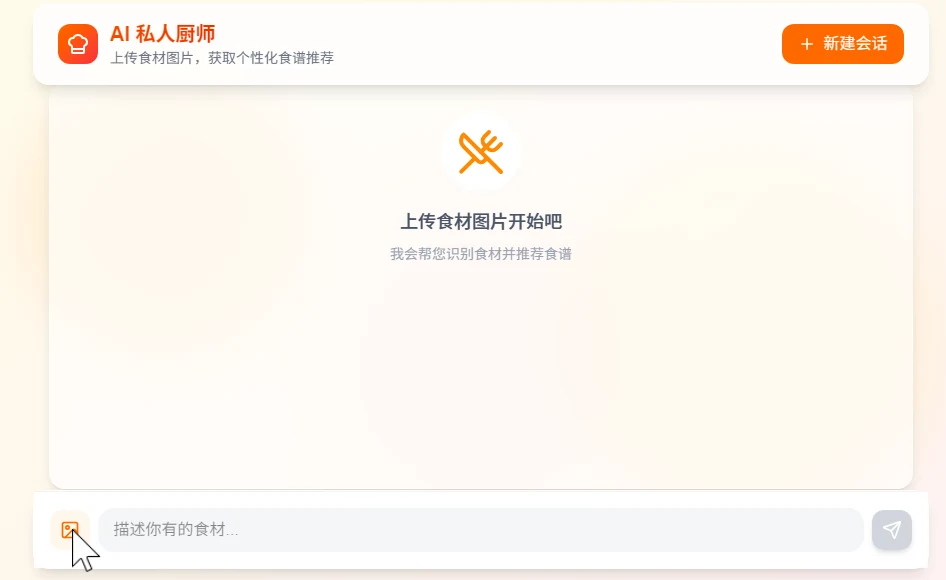 AI 私人厨师
上传食材图片，获取个性化食谱推荐
新建会话
上传食材图片开始吧
我会帮您识别食材并推荐食谱
描述你有的食材...